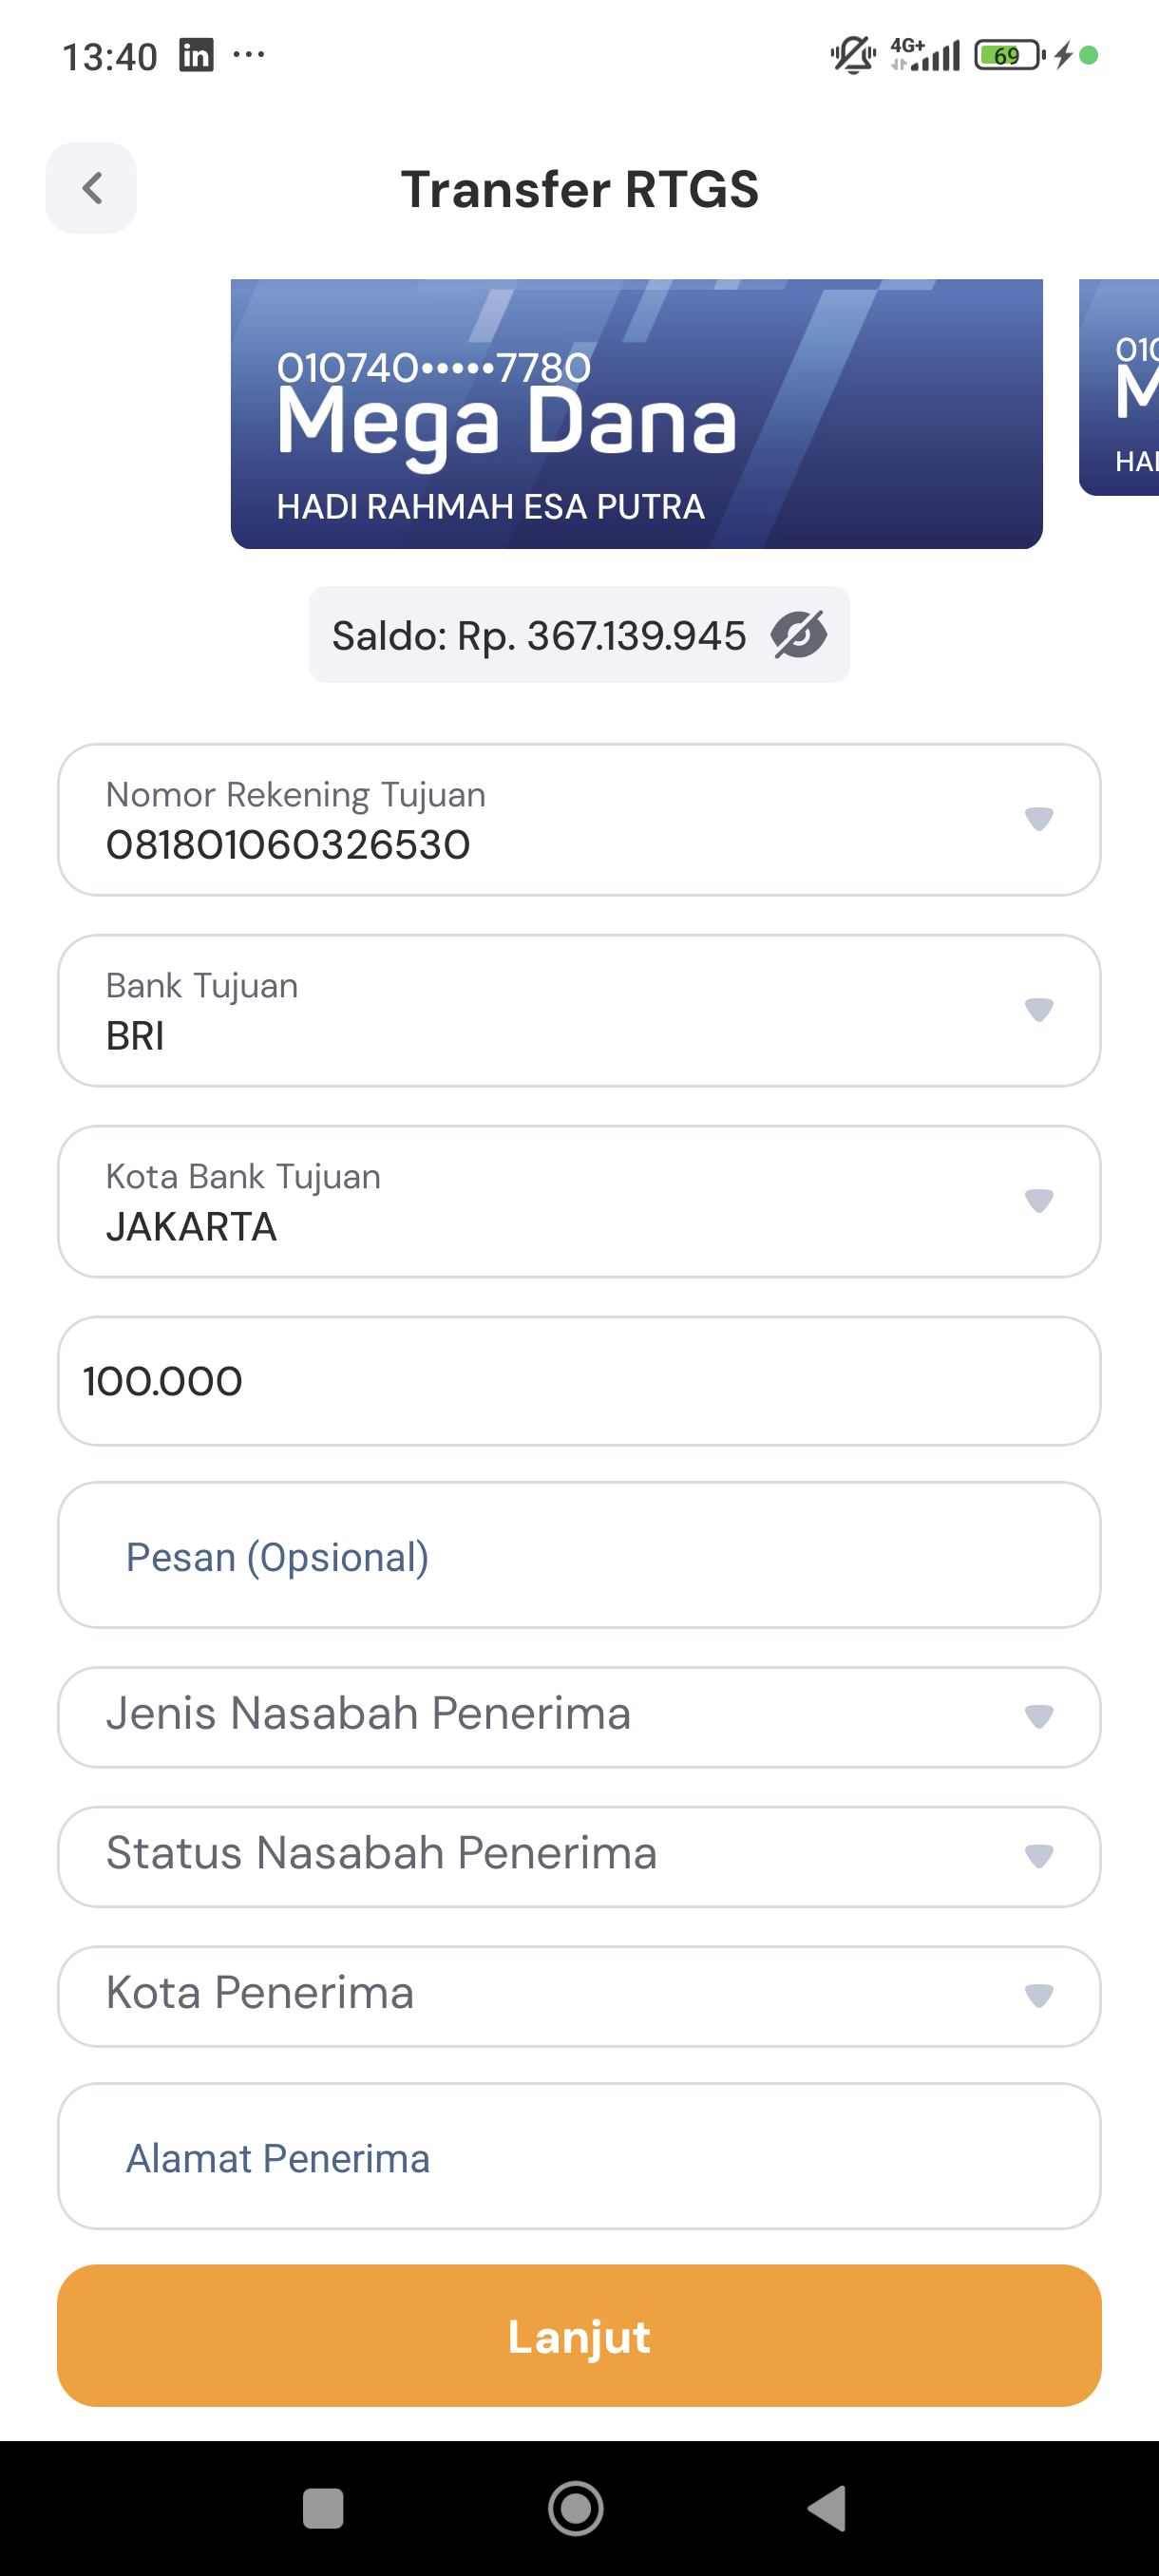 13:40 in ...
4G+ 69
Transfer RTGS
010740•••••7780
Mega Dana
HADI RAHMAH ESA PUTRA
Saldo: Rp. 367.139.945
Nomor Rekening Tujuan
081801060326530
Bank Tujuan
BRI
Kota Bank Tujuan
JAKARTA
100.000
Pesan (Opsional)
Jenis Nasabah Penerima
Status Nasabah Penerima
Kota Penerima
Alamat Penerima
Lanjut